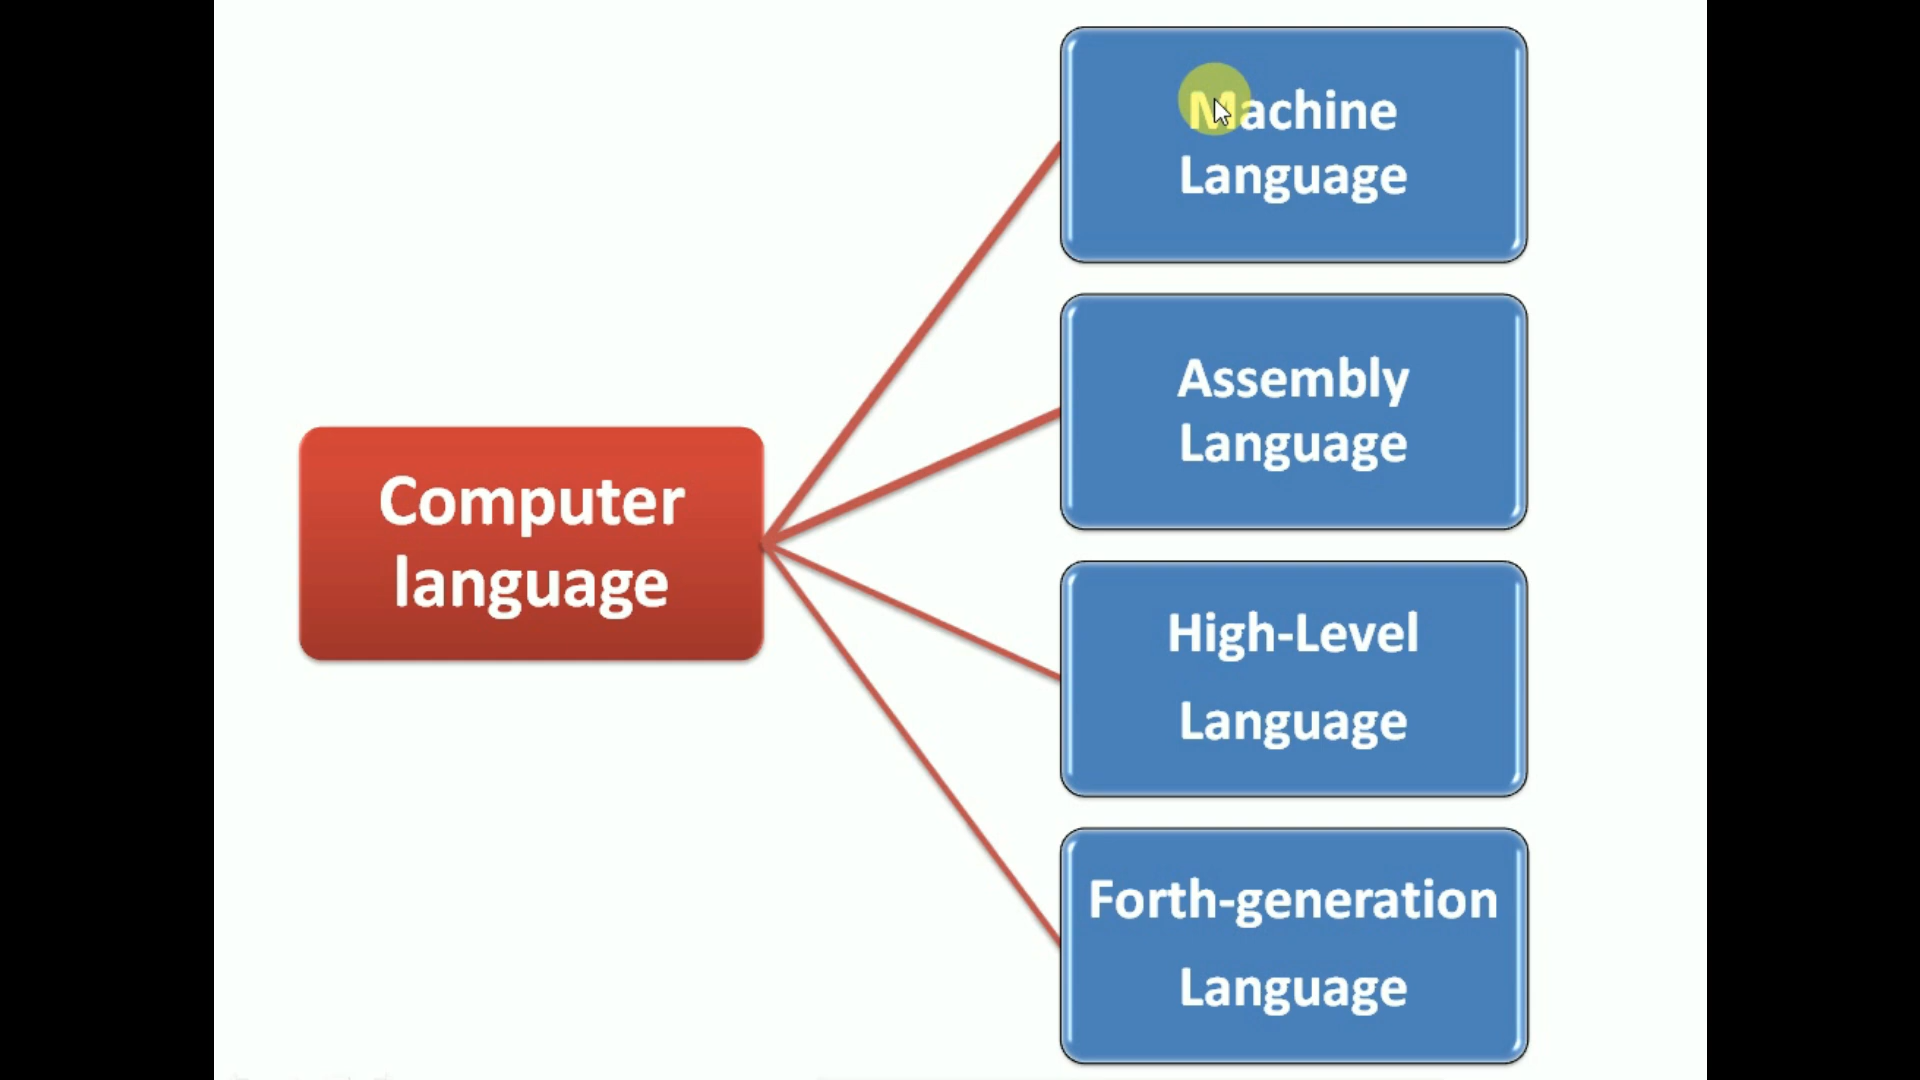 Computer
language
Machine
Language
Assembly
Language
High-Level
Language
Forth-generation
Language